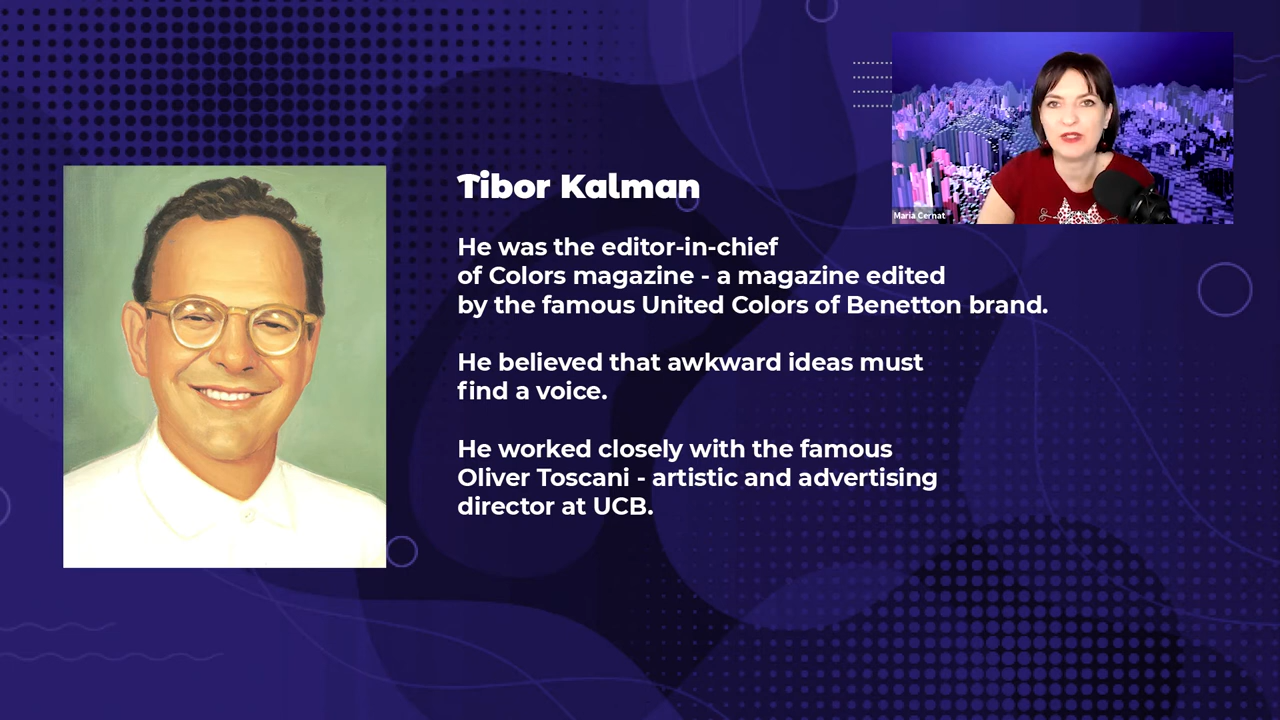 Tibor Kalman
He was the editor-in-chief
of Colors magazine - a magazine edited
by the famous United Colors of Benetton brand.
He believed that awkward ideas must
find a voice.
He worked closely with the famous
Oliver Toscani - artistic and advertising
director at UCB.
Maria Cernat